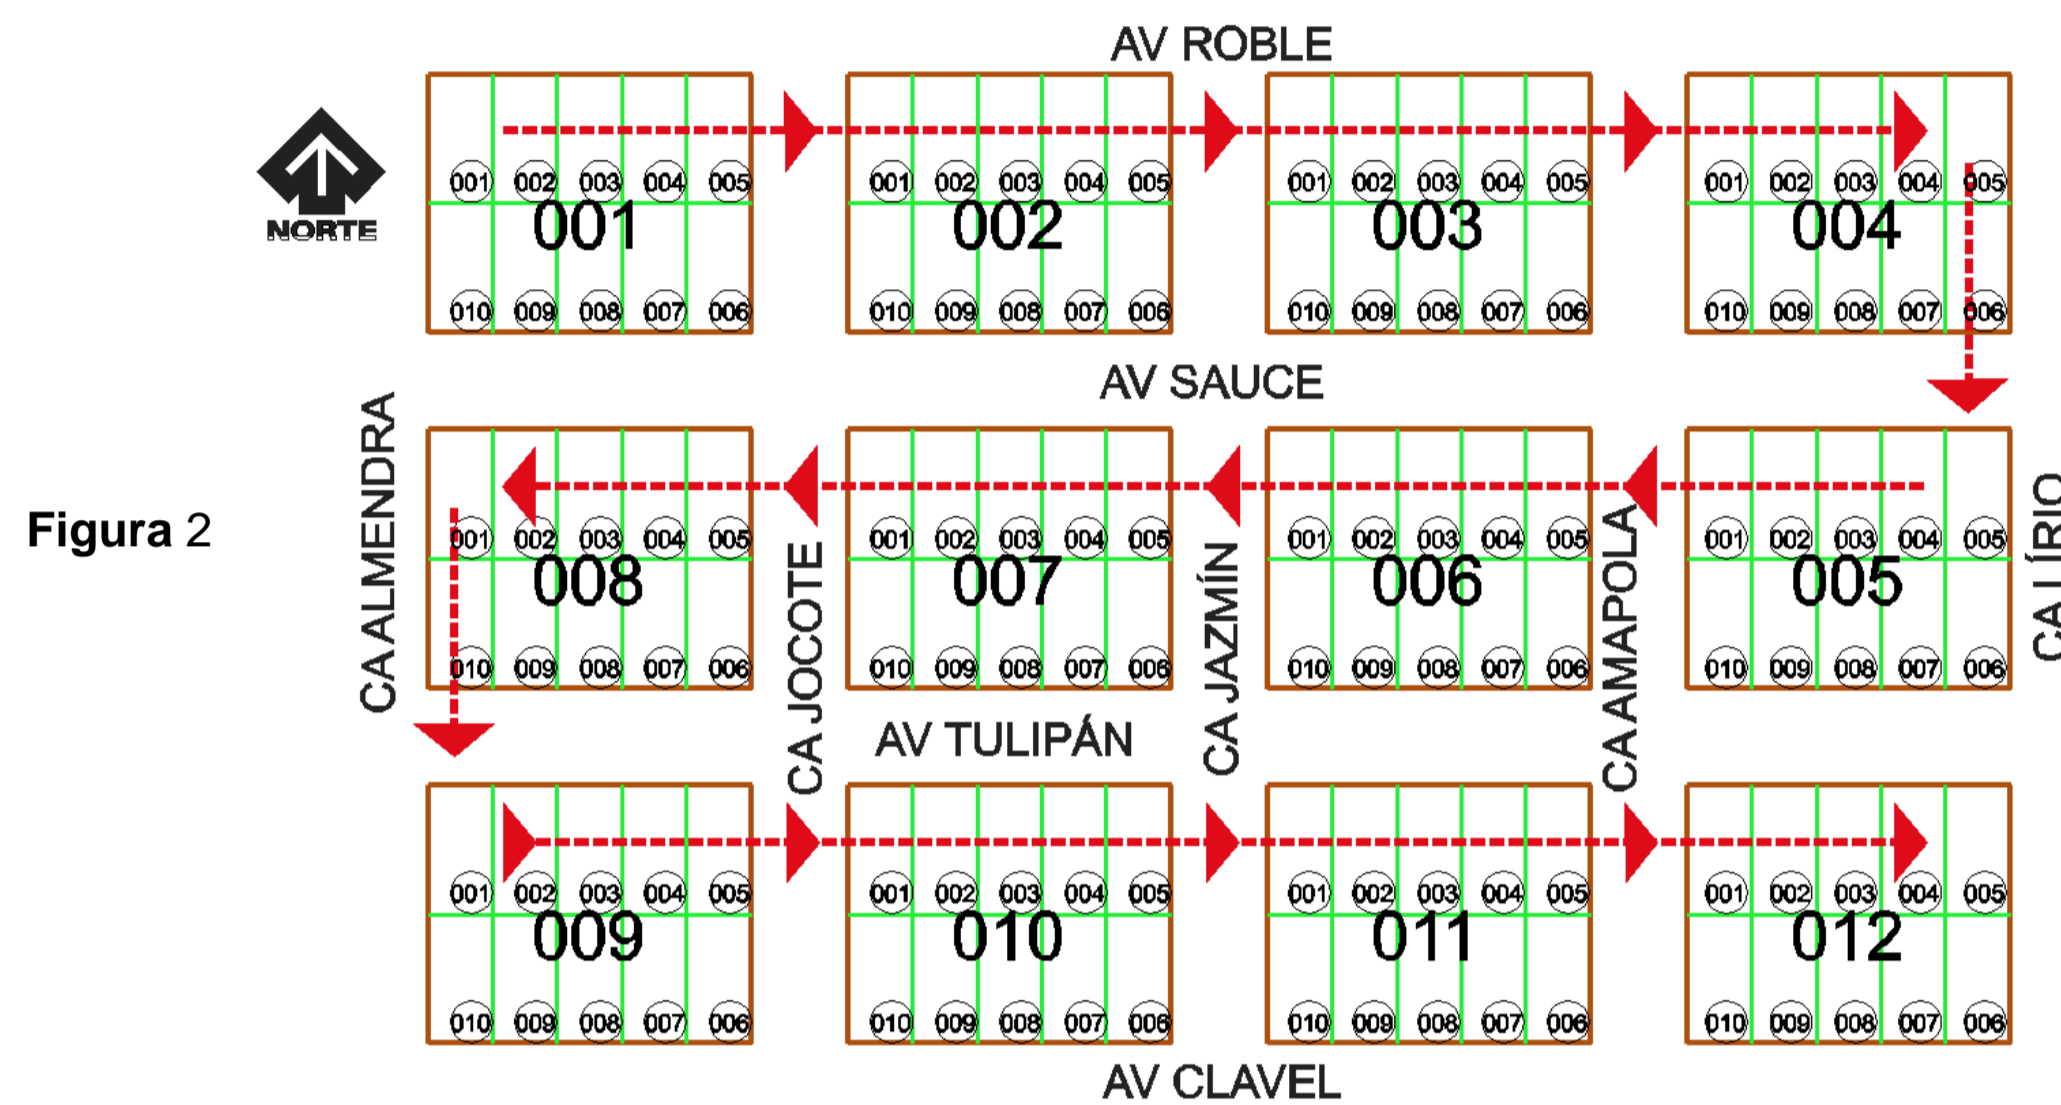 AV ROBLE
NORTE
001 002 003 004 005
001
010 009 008 007 006
001 002 003 004 005
002
010 009 008 007 006
001 002 003 004 005
003
010 009 008 007 006
001 002 003 004 005
004
010 009 008 007 006
AV SAUCE
Figura 2
CA ALMENDRA
001 002 003 004 005
008
010 009 008 007 006
CA JOCOTE
001 002 003 004 005
007
010 009 008 007 006
CA JAZMÍN
001 002 003 004 005
006
010 009 008 007 006
CA AMAPOLA
001 002 003 004 005
005
010 009 008 007 006
CA LÍRIO
AV TULIPÁN
001 002 003 004 005
009
010 009 008 007 006
001 002 003 004 005
010
010 009 008 007 006
001 002 003 004 005
011
010 009 008 007 006
001 002 003 004 005
012
010 009 008 007 006
AV CLAVEL